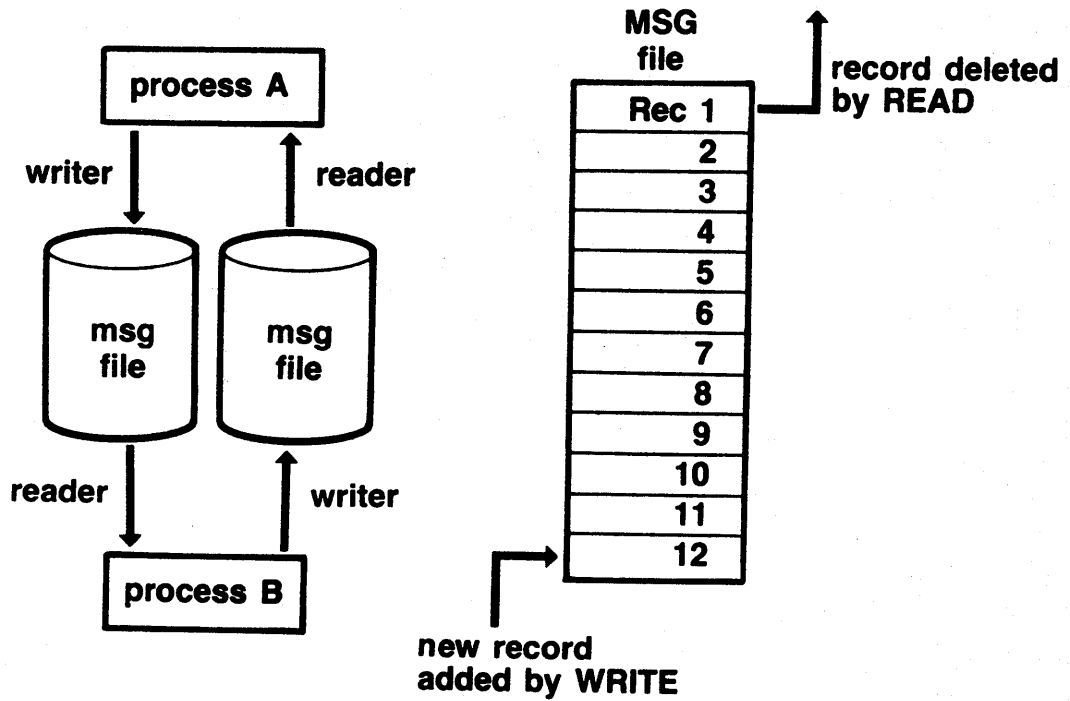 process A
writer
reader
msg
file
msg
file
reader
writer
process B
MSG
file
record deleted
by READ
Rec 1
2
3
4
5
6
7
8
9
10
11
12
new record
added by WRITE